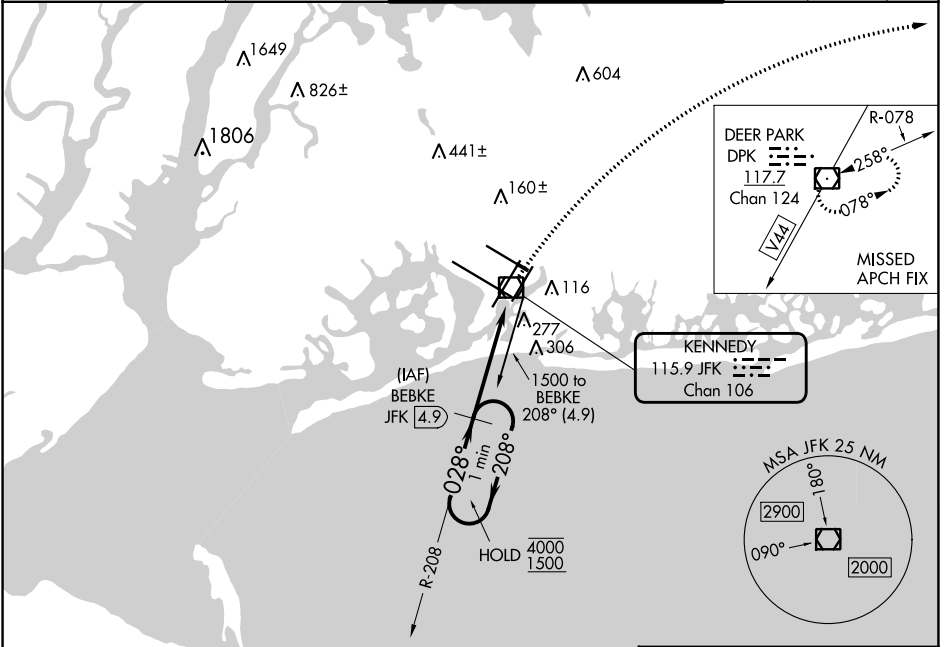 1649
826±
1806
604
441±
160±
116
277
306
DEER PARK
DPK
117.7
Chan 124
R-078
258°
078°
V44
MISSED
APCH FIX
KENNEDY
115.9 JFK
Chan 106
(IAF)
BEBKE
JFK 4.9
1500 to
BEBKE
208° (4.9)
028°
1 min
208°
HOLD 4000
1500
R-208
MSA JFK 25 NM
180°
2900
090°
2000